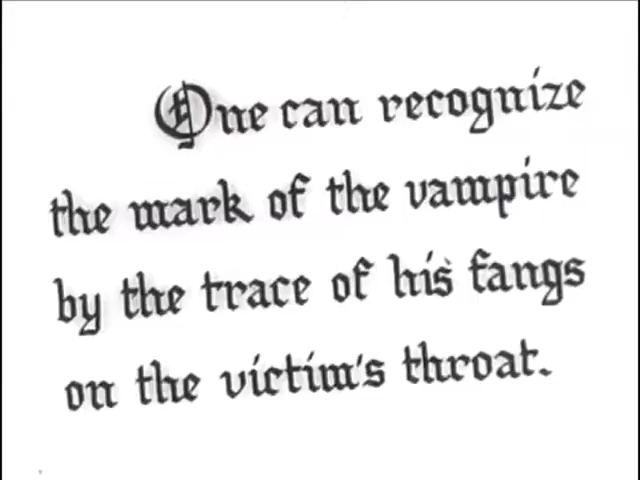 One can recognize
the mark of the vampire
by the trace of his fangs
on the victim's throat.